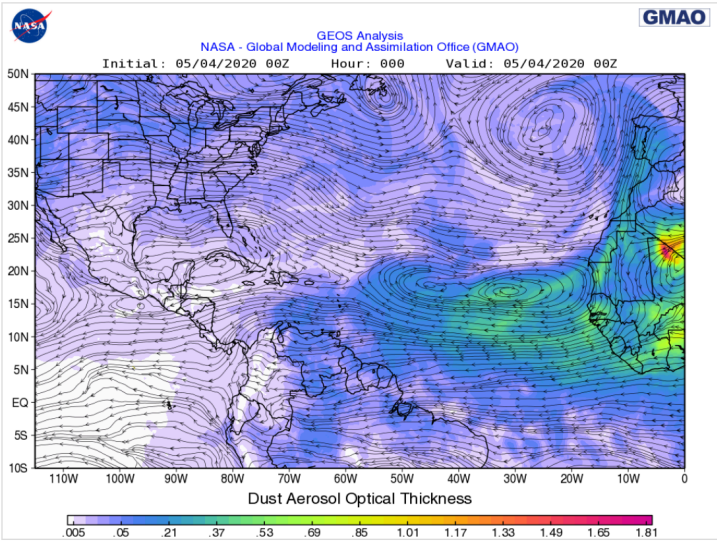 NASA
GMAO
GEOS Analysis
NASA - Global Modeling and Assimilation Office (GMAO)
Initial: 05/04/2020 00Z Hour: 000 Valid: 05/04/2020 00Z
50N
45N
40N
35N
30N
25N
20N
15N
10N
5N
EQ
5S
10S
110W 100W 90W 80W 70W 60W 50W 40W 30W 20W 10W 0
Dust Aerosol Optical Thickness
.005 .05 .21 .37 .53 .69 .85 1.01 1.17 1.33 1.49 1.65 1.81